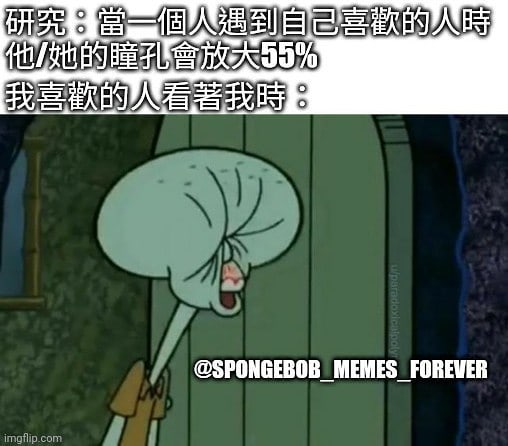 研究：當一個人遇到自己喜歡的人時
他/她的瞳孔會放大55%
我喜歡的人看著我時：
u/paradoxicalpoly
@SPONGEBOB_MEMES_FOREVER
imgflip.com